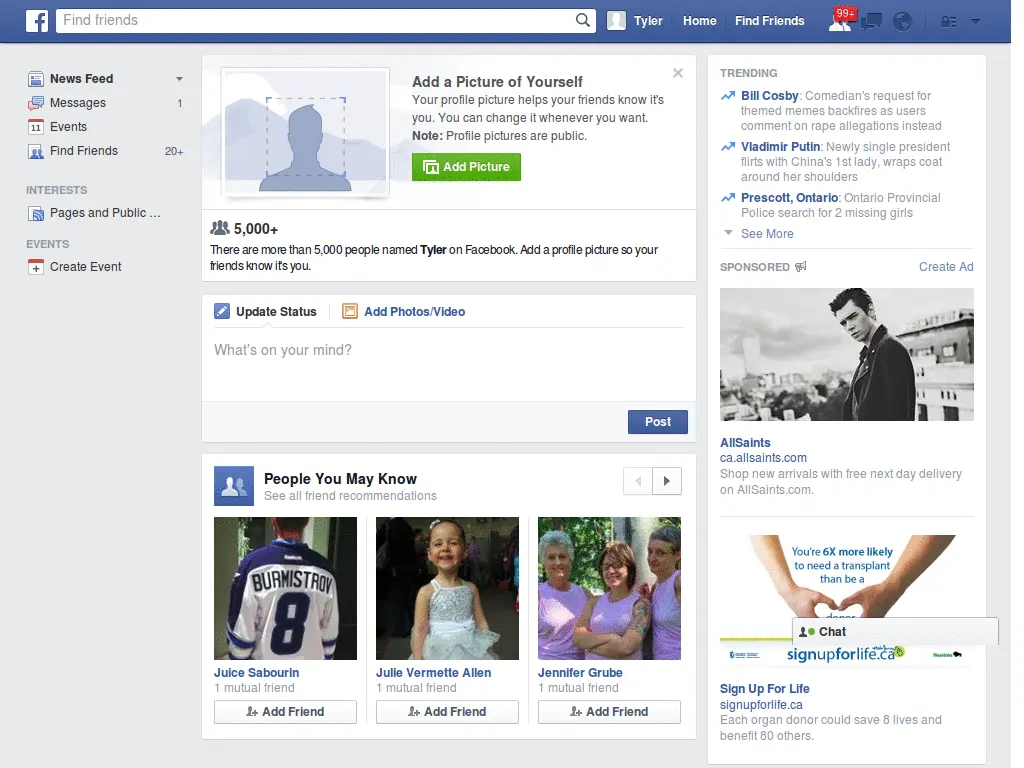 f
Find friends
Tyler
Home
Find Friends
99+
News Feed
Messages
1
11
Events
Find Friends
20+
INTERESTS
Pages and Public ...
EVENTS
Create Event
Add a Picture of Yourself
Your profile picture helps your friends know it's
you. You can change it whenever you want.
Note: Profile pictures are public.
Add Picture
5,000+
There are more than 5,000 people named Tyler on Facebook. Add a profile picture so your
friends know it's you.
Update Status
Add Photos/Video
What's on your mind?
Post
People You May Know
See all friend recommendations
Reebok
BURMISTROV
8
Juice Sabourin
1 mutual friend
Add Friend
Julie Vermette Allen
1 mutual friend
Add Friend
Jennifer Grube
1 mutual friend
Add Friend
TRENDING
Bill Cosby: Comedian's request for
themed memes backfires as users
comment on rape allegations instead
Vladimir Putin: Newly single president
flirts with China's 1st lady, wraps coat
around her shoulders
Prescott, Ontario: Ontario Provincial
Police search for 2 missing girls
See More
SPONSORED
Create Ad
AllSaints
ca.allsaints.com
Shop new arrivals with free next day delivery
on AllSaints.com.
You're 6X more likely
to need a transplant
than be a
donor
Chat
signupforlife.ca
Manitoba
Sign Up For Life
signupforlife.ca
Each organ donor could save 8 lives and
benefit 80 others.